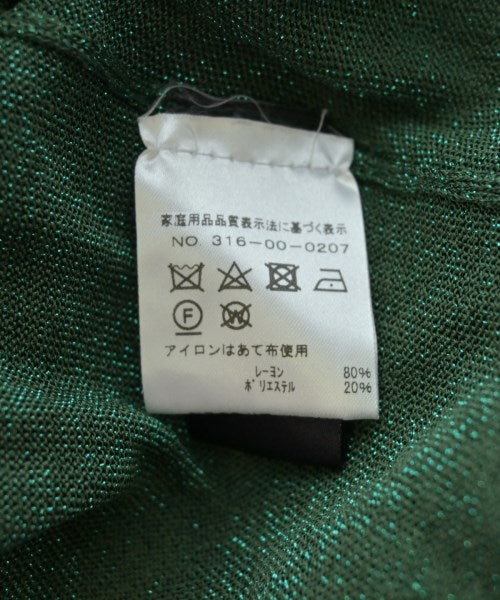 家庭用品品質表示法に基づく表示
NO. 316-00-0207
F W
アイロンはあて布使用
レーヨン 80%
ポリエステル 20%